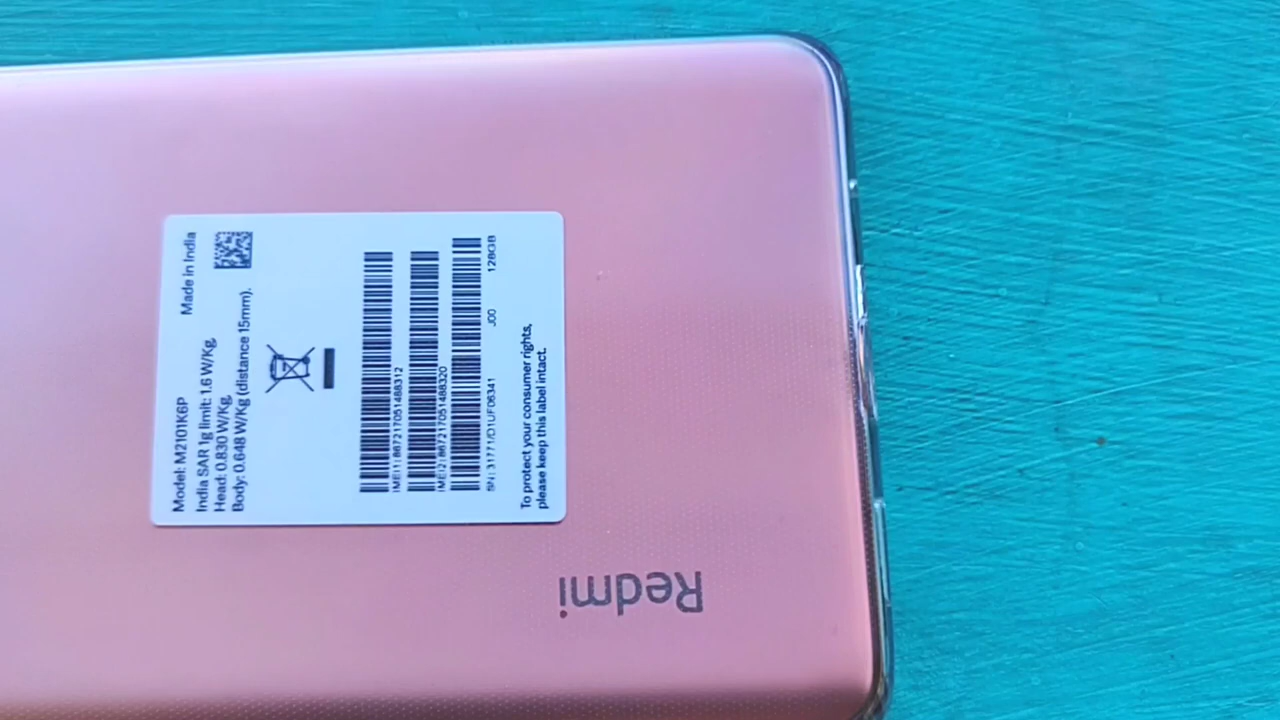 Model: M2101K6P Made in India
India SAR 1g limit: 1.6 W/Kg,
Head: 0.830 W/Kg,
Body: 0.648 W/Kg (distance 15mm).
IMEI1: 867217051488312
IMEI2: 867217051488320
SN: 31771/D1UF06341 J00 128GB
To protect your consumer rights,
please keep this label intact.
Redmi